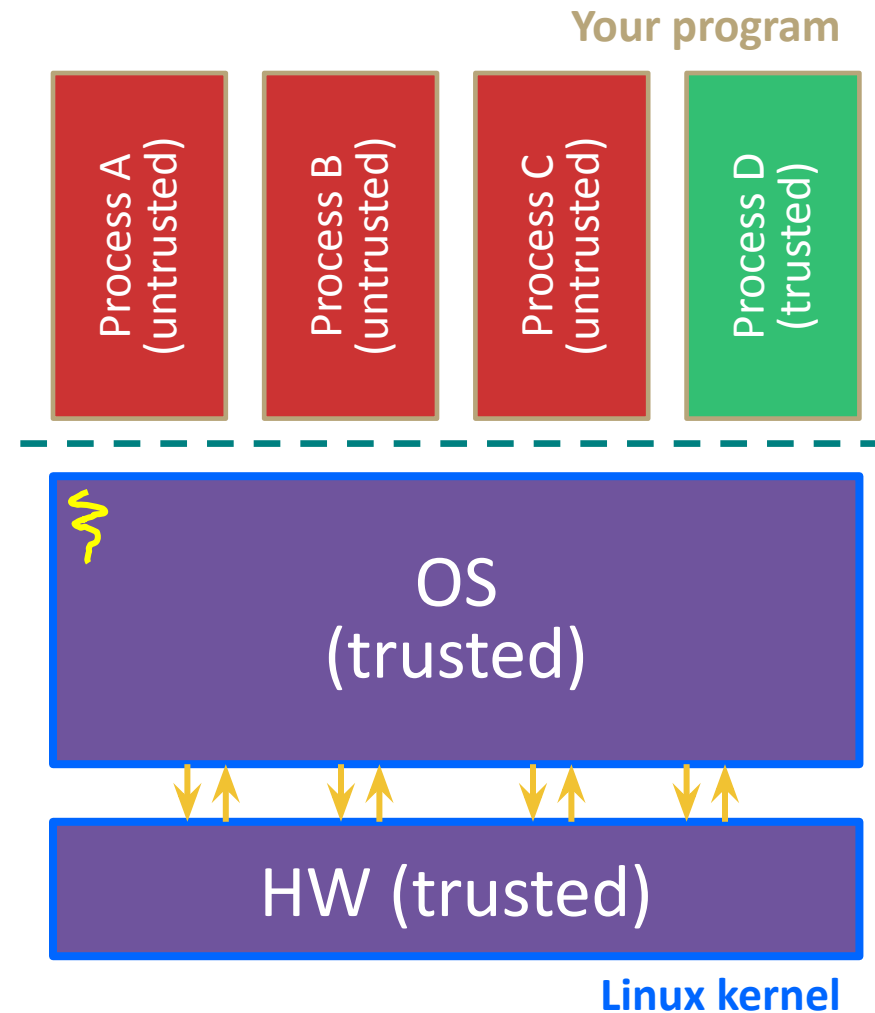 Your program
Process A
(untrusted)
Process B
(untrusted)
Process C
(untrusted)
Process D
(trusted)
OS
(trusted)
HW (trusted)
Linux kernel